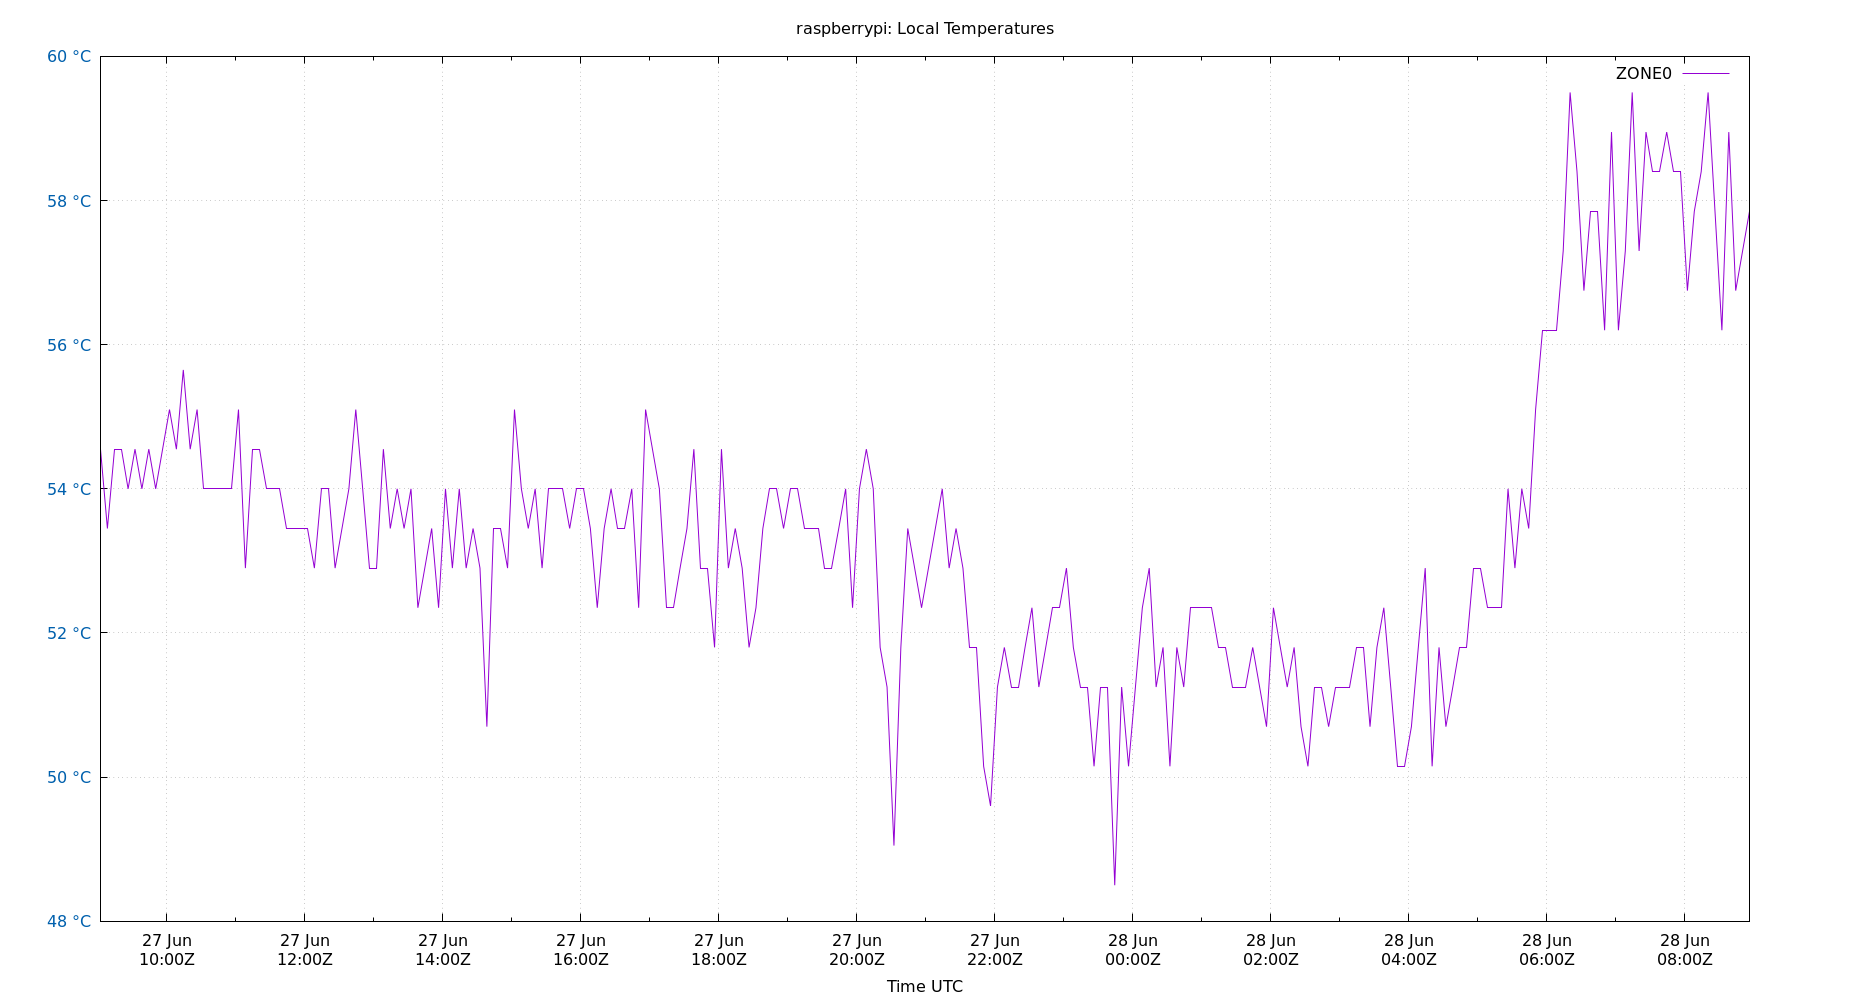 raspberrypi: Local Temperatures
ZONE0
60 °C
58 °C
56 °C
54 °C
52 °C
50 °C
48 °C
27 Jun 27 Jun 27 Jun 27 Jun 27 Jun 27 Jun 27 Jun 28 Jun 28 Jun 28 Jun 28 Jun 28 Jun
10:00Z 12:00Z 14:00Z 16:00Z 18:00Z 20:00Z 22:00Z 00:00Z 02:00Z 04:00Z 06:00Z 08:00Z
Time UTC